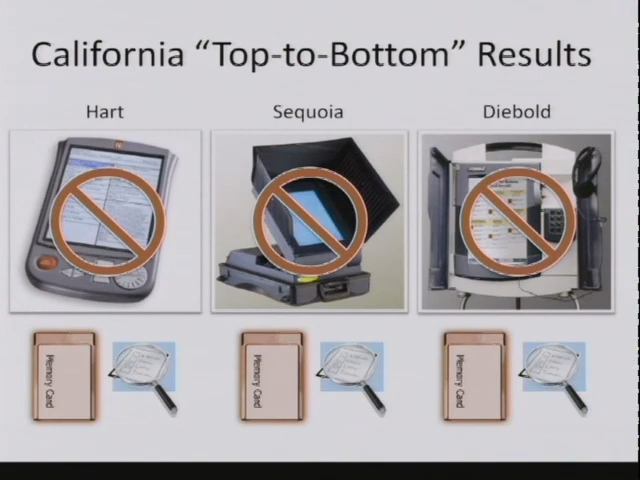 California “Top-to-Bottom” Results
Hart
Sequoia
Diebold
Memory Card
Memory Card
Memory Card